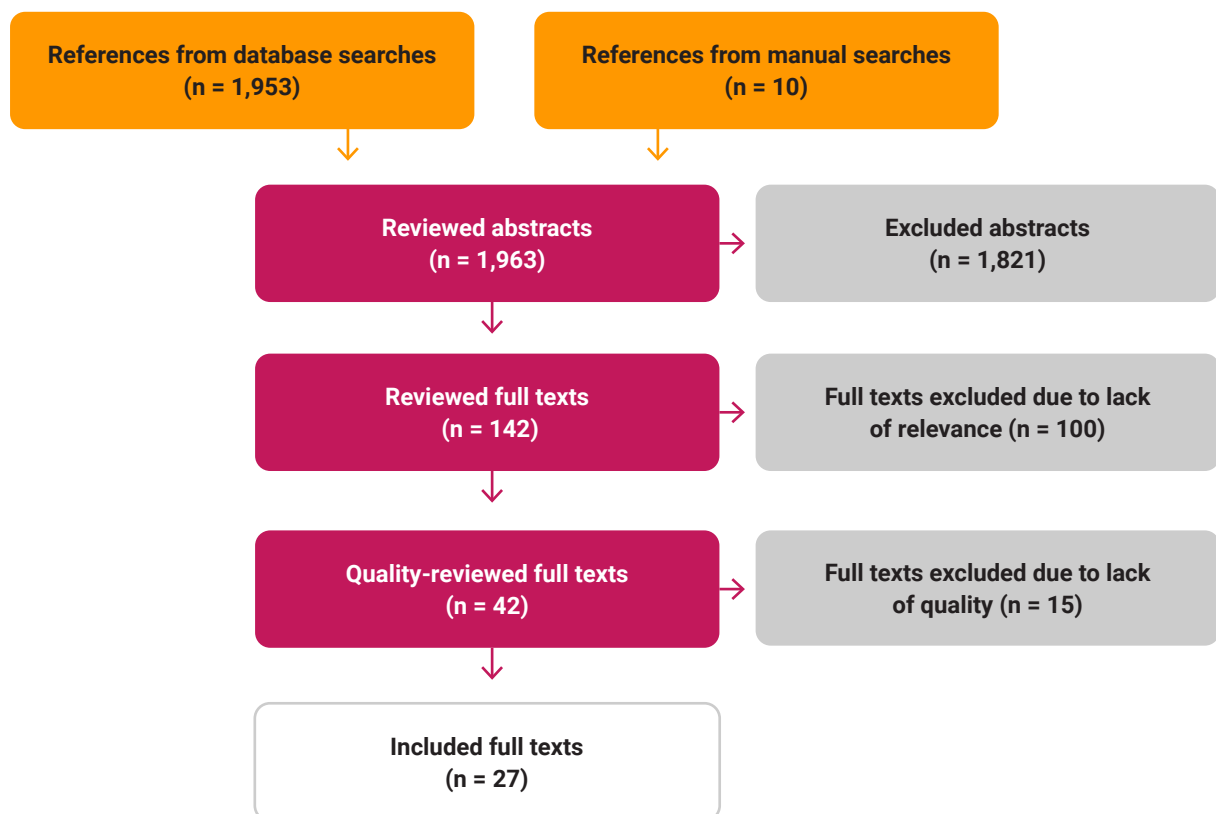 References from database searches
(n = 1,953)
References from manual searches
(n = 10)
Reviewed abstracts
(n = 1,963)
Excluded abstracts
(n = 1,821)
Reviewed full texts
(n = 142)
Full texts excluded due to lack
of relevance (n = 100)
Quality-reviewed full texts
(n = 42)
Full texts excluded due to lack
of quality (n = 15)
Included full texts
(n = 27)